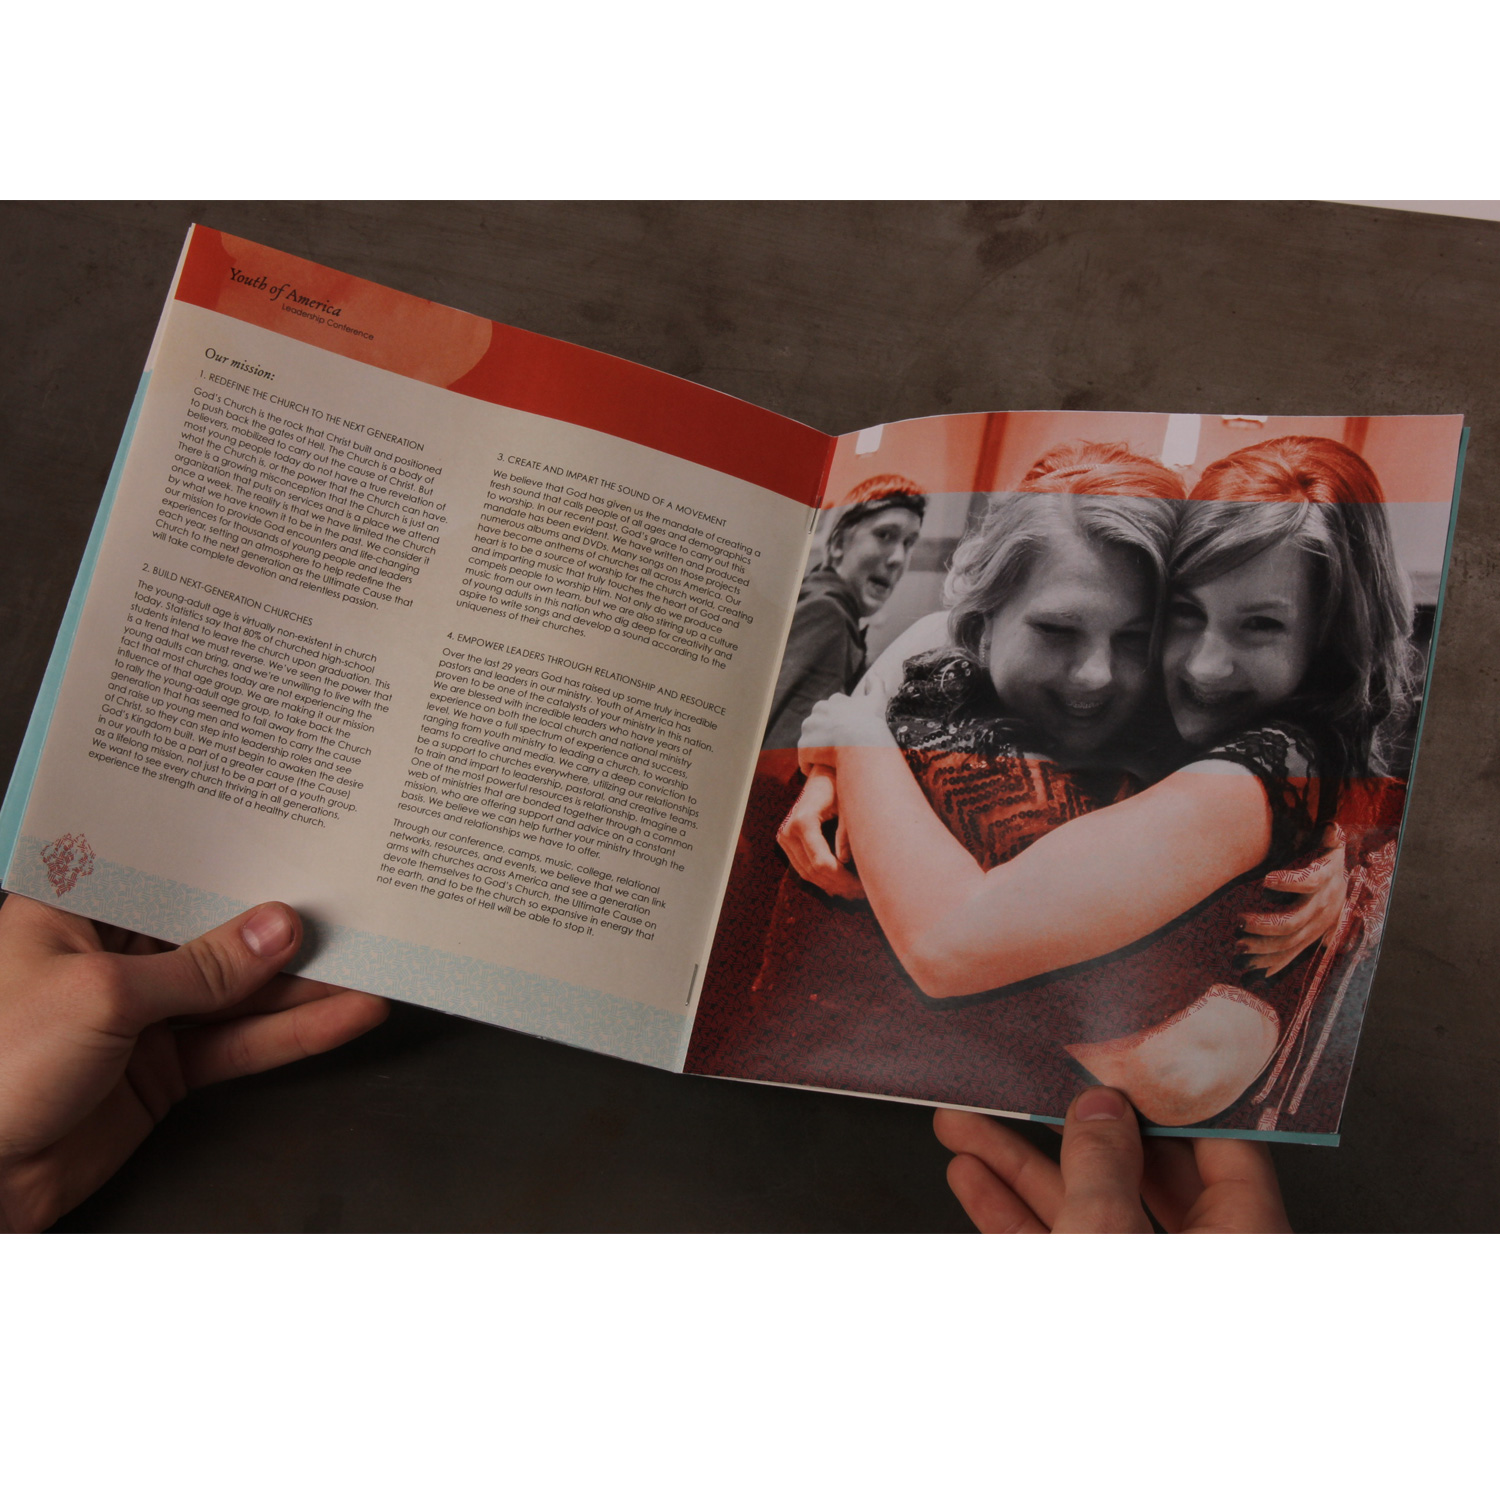 Youth of America
Leadership Conference
Our mission:
1. REDEFINE THE CHURCH TO THE NEXT GENERATION
God's Church is the rock that Christ built and positioned
to push back the gates of Hell. The Church is a body of
believers, mobilized to carry out the cause of Christ. But
most young people today do not have a true revelation of
what the Church is, or the power that the Church can have.
There is a growing misconception that the Church is just an
organization that puts on services and is a place we attend
once a week. The reality is that we have limited the Church
by what we have known it to be in the past. We consider it
our mission to provide God encounters and life-changing
experiences for thousands of young people and leaders
each year, setting an atmosphere to help redefine the
Church to the next generation as the Ultimate Cause that
will take complete devotion and relentless passion.
2. BUILD NEXT-GENERATION CHURCHES
The young-adult age is virtually non-existent in church
today. Statistics say that 80% of churched high-school
students intend to leave the church upon graduation. This
is a trend that we must reverse. We've seen the power that
young adults can bring, and we're unwilling to live with the
fact that most churches today are not experiencing the
influence of that age group. We are making it our mission
to rally the young-adult age group, to take back the
generation that has seemed to fall away from the Church
and raise up young men and women to carry the cause
of Christ, so they can step into leadership roles and see
God's Kingdom built. We must begin to awaken the desire
in our youth to be a part of a greater cause (the Cause)
as a lifelong mission, not just to be a part of a youth group.
We want to see every church thriving in all generations,
experience the strength and life of a healthy church.
3. CREATE AND IMPART THE SOUND OF A MOVEMENT
We believe that God has given us the mandate of creating a
fresh sound that calls people of all ages and demographics
to worship. In our recent past, God's grace to carry out this
mandate has been evident. We have written and produced
numerous albums and DVDs. Many songs on those projects
have become anthems of churches all across America. Our
heart is to be a source of worship for the church world, creating
and imparting music that truly touches the heart of God and
compels people to worship Him. Not only do we produce
music from our own team, but we are also stirring up a culture
of young adults in this nation who dig deep for creativity and
aspire to write songs and develop a sound according to the
uniqueness of their churches.
4. EMPOWER LEADERS THROUGH RELATIONSHIP AND RESOURCE
Over the last 29 years God has raised up some truly incredible
pastors and leaders in our ministry. Youth of America has
proven to be one of the catalysts of your ministry in this nation.
We are blessed with incredible leaders who have years of
experience on both the local church and national ministry
level. We have a full spectrum of experience and success,
ranging from youth ministry to leading a church, to worship
teams to creative and media. We carry a deep conviction to
be a support to churches everywhere, utilizing our relationships
to train and impart to leadership, pastoral, and creative teams.
One of the most powerful resources is relationship. Imagine a
web of ministries that are bonded together through a common
mission, who are offering support and advice on a constant
basis. We believe we can help further your ministry through the
resources and relationships we have to offer.
Through our conference, camps, music, college, relational
networks, resources, and events, we believe that we can link
arms with churches across America and see a generation
devote themselves to God's Church, the Ultimate Cause on
the earth, and to be the church so expansive in energy that
not even the gates of Hell will be able to stop it.